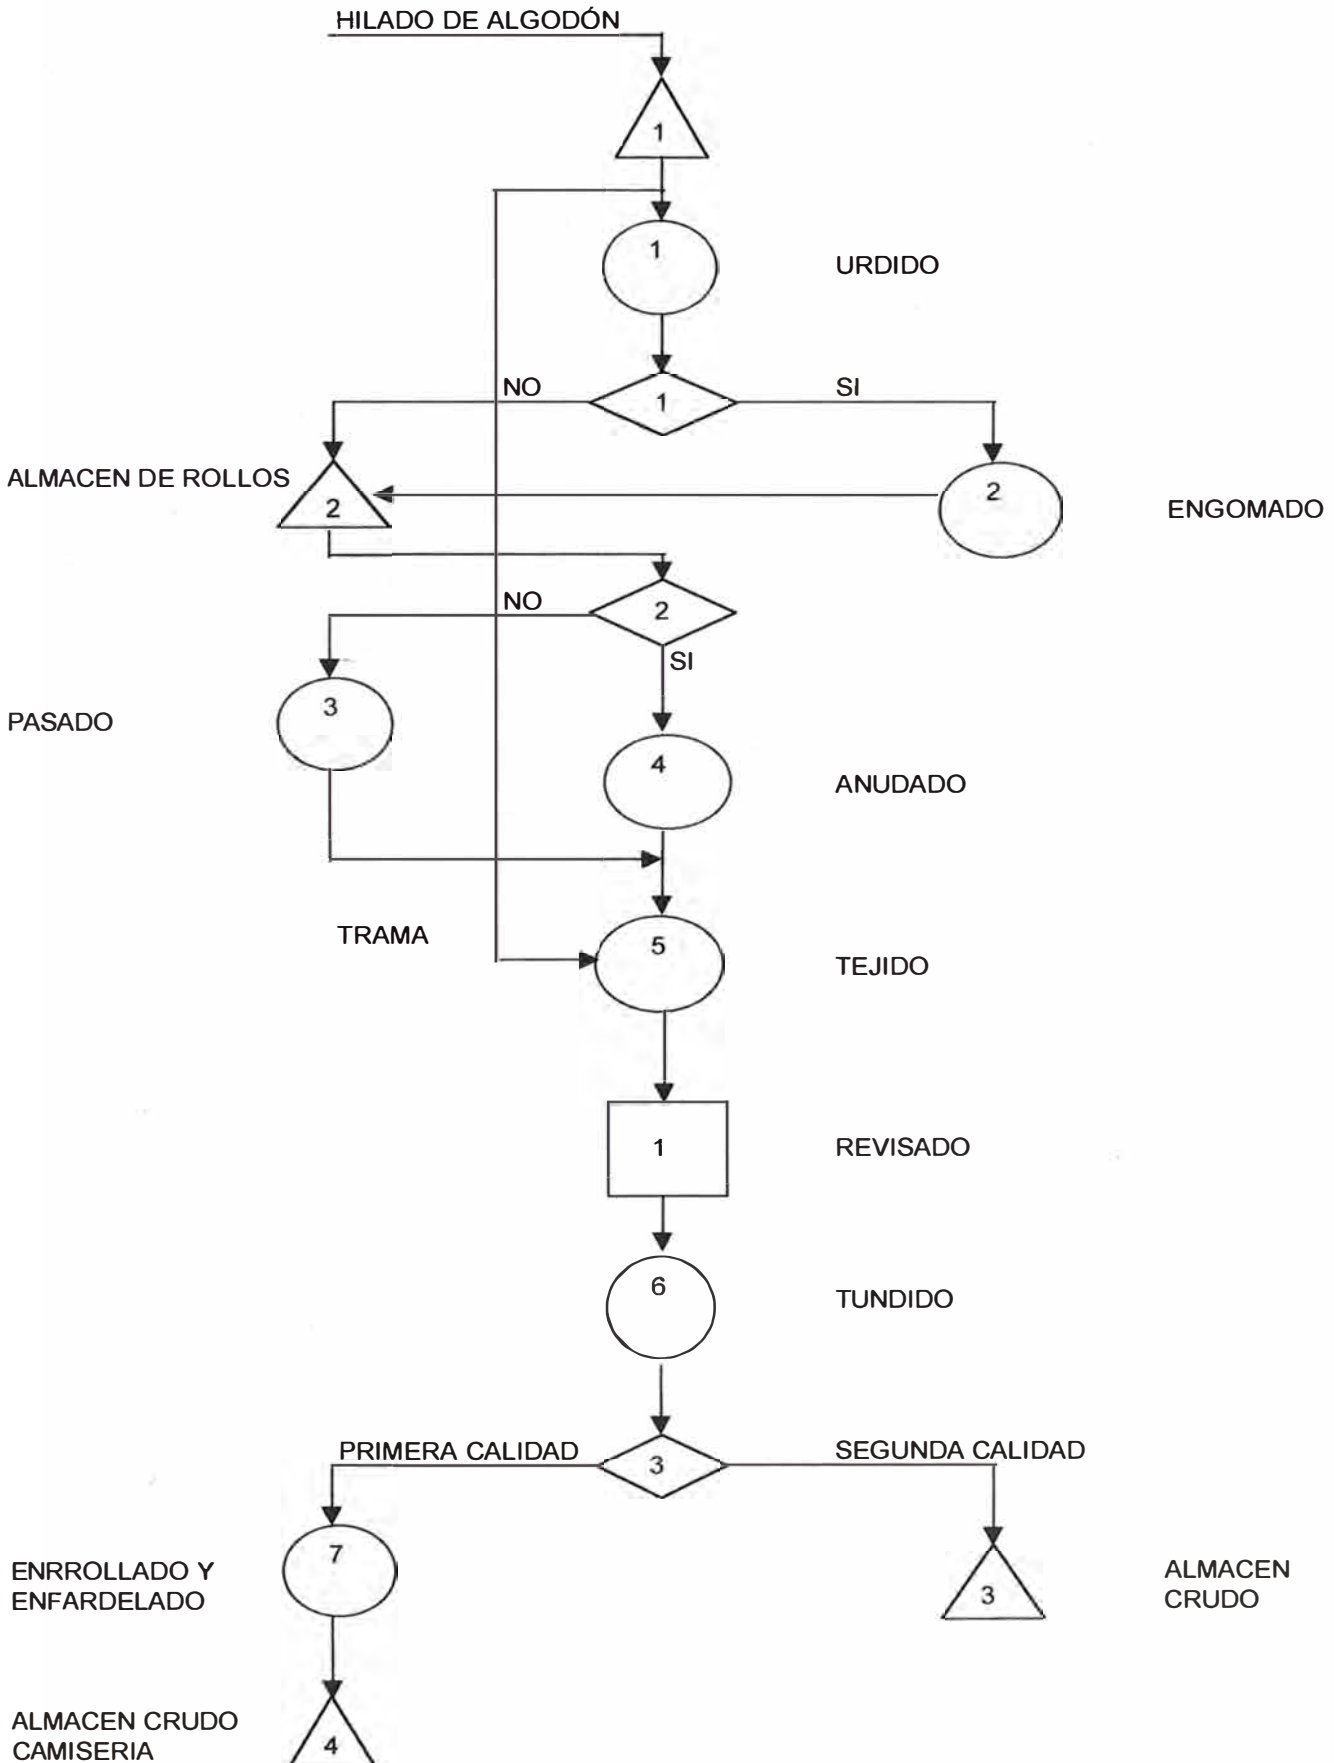 HILADO DE ALGODÓN
1
1
URDIDO
NO
1
SI
ALMACEN DE ROLLOS
2
2
ENGOMADO
NO
2
SI
PASADO
3
4
ANUDADO
TRAMA
5
TEJIDO
1
REVISADO
6
TUNDIDO
PRIMERA CALIDAD
3
SEGUNDA CALIDAD
ENRROLLADO Y
ENFARDELADO
7
3
ALMACEN
CRUDO
ALMACEN CRUDO
CAMISERIA
4